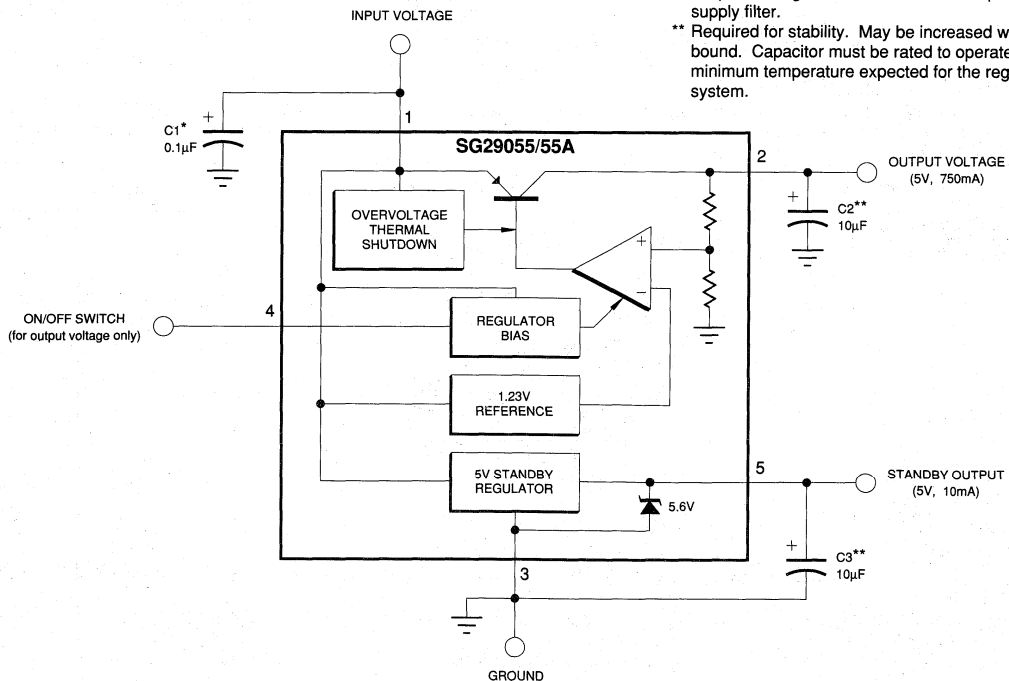 INPUT VOLTAGE
supply filter.
** Required for stability. May be increased w
bound. Capacitor must be rated to operate
minimum temperature expected for the reg
system.
C1*
0.1µF
+
1
SG29055/55A
2
OUTPUT VOLTAGE
(5V, 750mA)
+
C2**
10µF
OVERVOLTAGE
THERMAL
SHUTDOWN
+
−
4
ON/OFF SWITCH
(for output voltage only)
REGULATOR
BIAS
1.23V
REFERENCE
5V STANDBY
REGULATOR
5.6V
5
STANDBY OUTPUT
(5V, 10mA)
+
C3**
10µF
3
GROUND